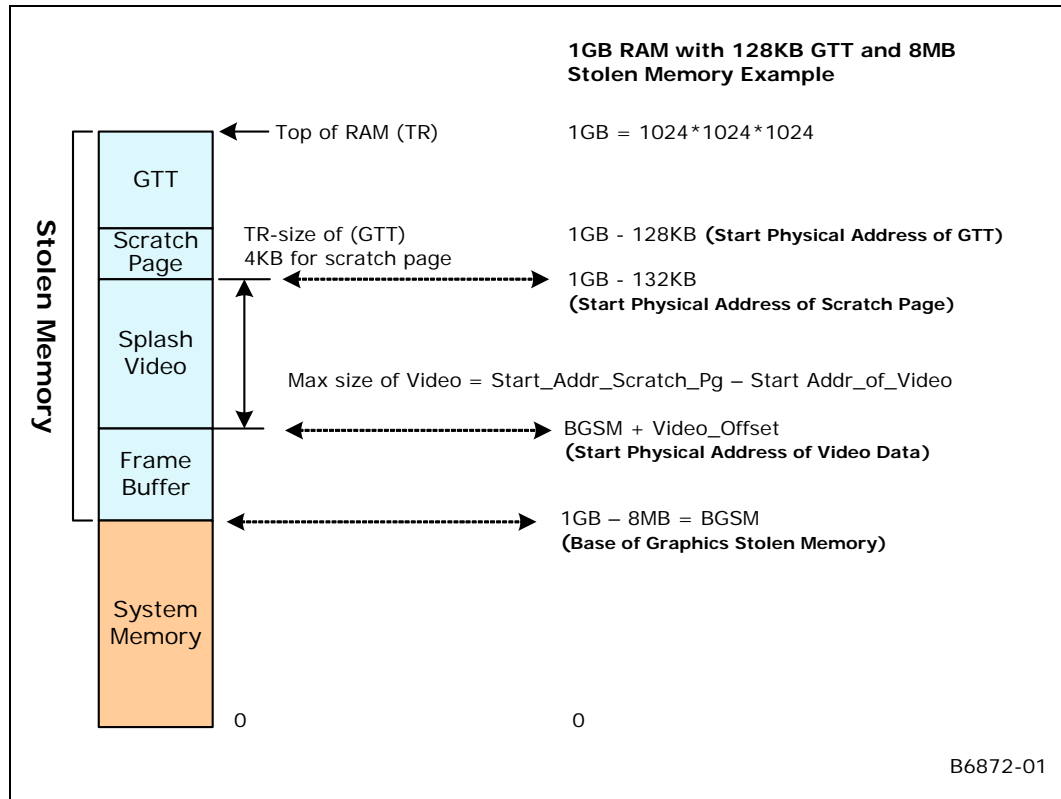 1GB RAM with 128KB GTT and 8MB
Stolen Memory Example
Top of RAM (TR)
1GB = 1024*1024*1024
GTT
Stolen Memory
Scratch
Page
TR-size of (GTT)
4KB for scratch page
1GB - 128KB (Start Physical Address of GTT)
1GB - 132KB
(Start Physical Address of Scratch Page)
Splash
Video
Max size of Video = Start_Addr_Scratch_Pg – Start Addr_of_Video
BGSM + Video_Offset
(Start Physical Address of Video Data)
Frame
Buffer
1GB – 8MB = BGSM
(Base of Graphics Stolen Memory)
System
Memory
0
0
B6872-01